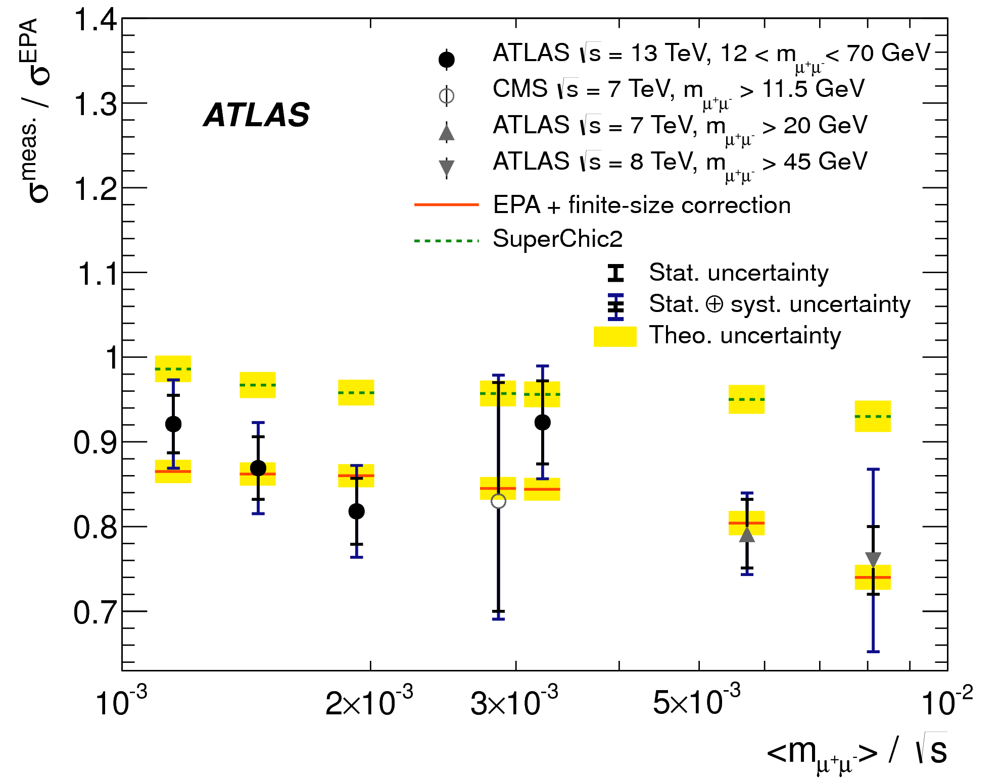 σ^meas. / σ^EPA
1.4
1.3
1.2
1.1
1
0.9
0.8
0.7
ATLAS
ATLAS √s = 13 TeV, 12 < m_μ⁺μ⁻ < 70 GeV
CMS √s = 7 TeV, m_μ⁺μ⁻ > 11.5 GeV
ATLAS √s = 7 TeV, m_μ⁺μ⁻ > 20 GeV
ATLAS √s = 8 TeV, m_μ⁺μ⁻ > 45 GeV
EPA + finite-size correction
SuperChic2
Stat. uncertainty
Stat. ⊕ syst. uncertainty
Theo. uncertainty
10⁻³ 2×10⁻³ 3×10⁻³ 5×10⁻³ 10⁻²
<m_μ⁺μ⁻> / √s